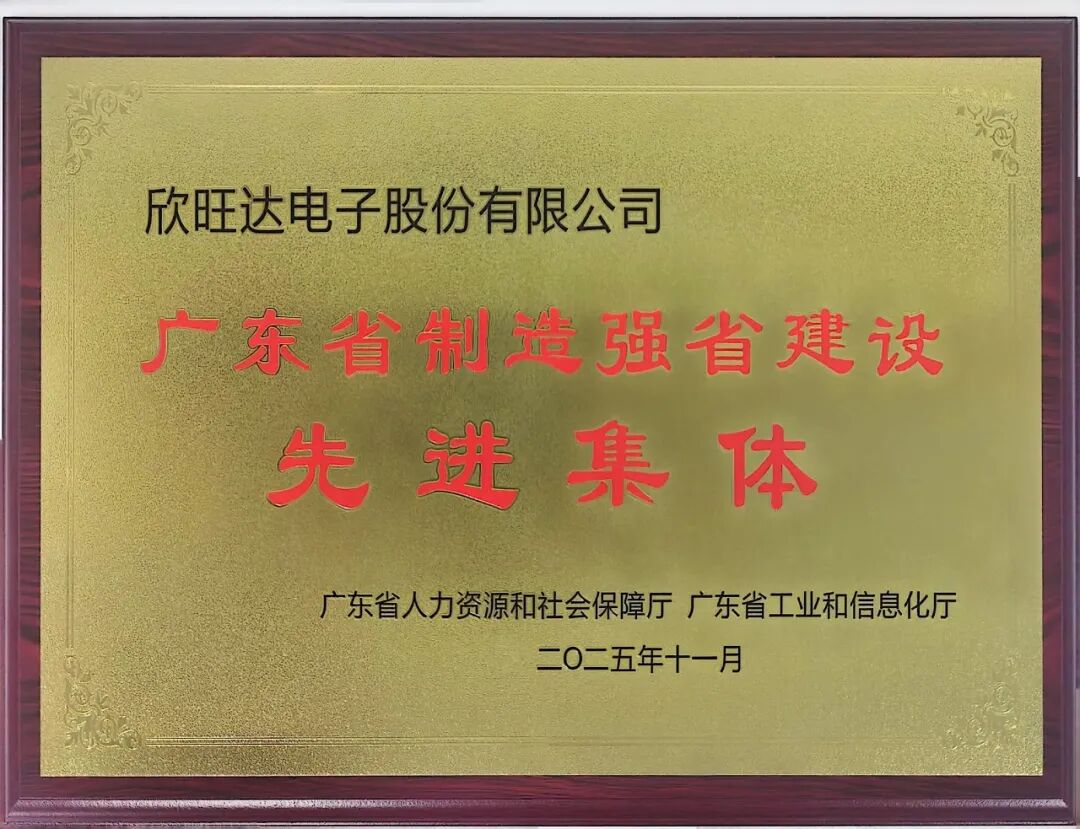 欣旺达电子股份有限公司
广东省制造强省建设
先进集体
广东省人力资源和社会保障厅 广东省工业和信息化厅
二O二五年十一月